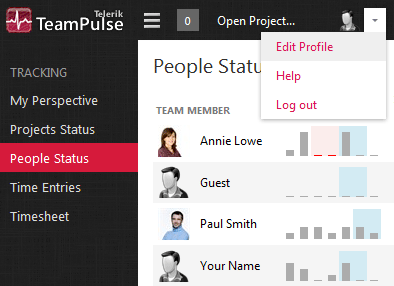 Telerik
TeamPulse
0
Open Project...
Edit Profile
Help
Log out
TRACKING
My Perspective
Projects Status
People Status
Time Entries
Timesheet
People Statu
TEAM MEMBER
Annie Lowe
Guest
Paul Smith
Your Name